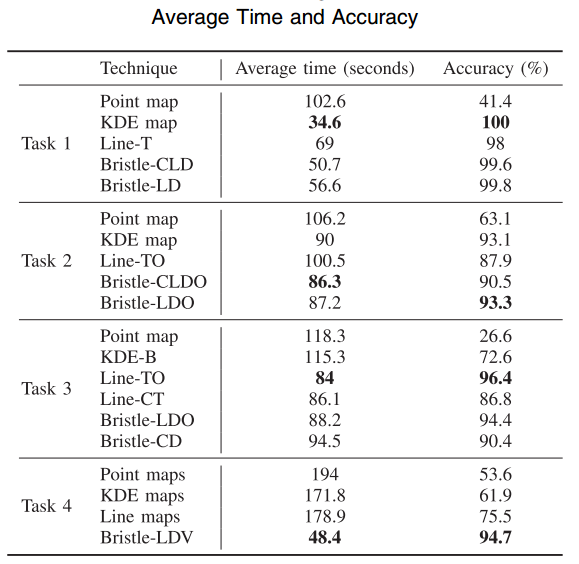 Average Time and Accuracy
Technique Average time (seconds) Accuracy (%)
Point map 102.6 41.4
KDE map 34.6 100
Task 1 Line-T 69 98
Bristle-CLD 50.7 99.6
Bristle-LD 56.6 99.8
Point map 106.2 63.1
KDE map 90 93.1
Task 2 Line-TO 100.5 87.9
Bristle-CLDO 86.3 90.5
Bristle-LDO 87.2 93.3
Point map 118.3 26.6
KDE-B 115.3 72.6
Task 3 Line-TO 84 96.4
Line-CT 86.1 86.8
Bristle-LDO 88.2 94.4
Bristle-CD 94.5 90.4
Point maps 194 53.6
KDE maps 171.8 61.9
Task 4 Line maps 178.9 75.5
Bristle-LDV 48.4 94.7